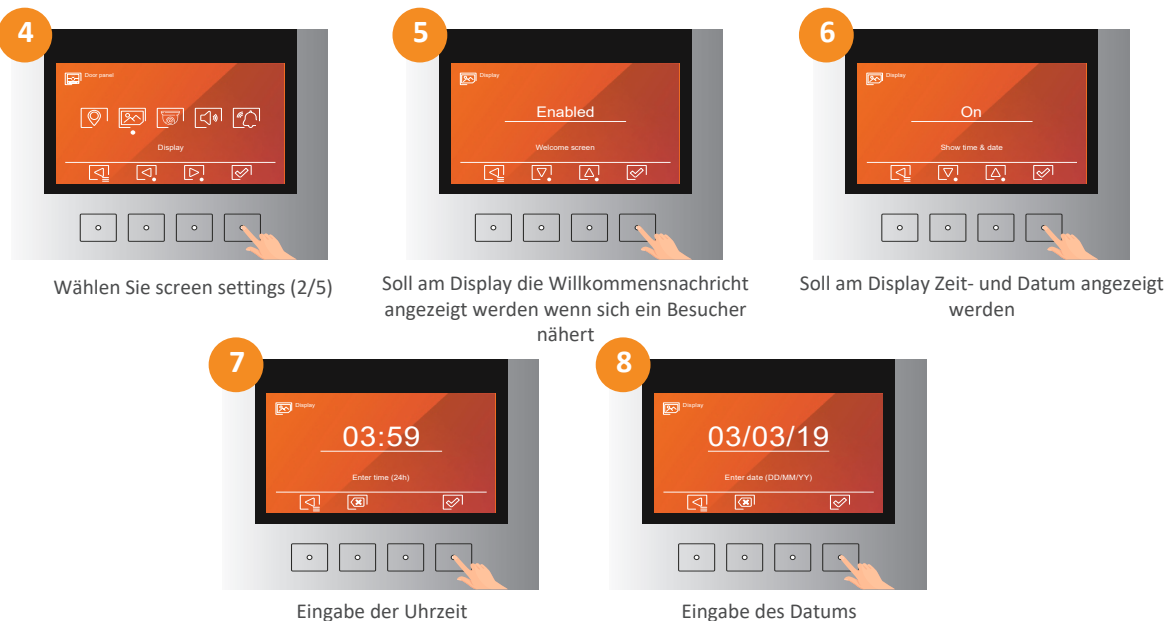 4
Door panel
Display
Wählen Sie screen settings (2/5)
5
Display
Enabled
Welcome screen
Soll am Display die Willkommensnachricht
angezeigt werden wenn sich ein Besucher
nähert
6
Display
On
Show time & date
Soll am Display Zeit- und Datum angezeigt
werden
7
Display
03:59
Enter time (24h)
Eingabe der Uhrzeit
8
Display
03/03/19
Enter date (DD/MM/YY)
Eingabe des Datums